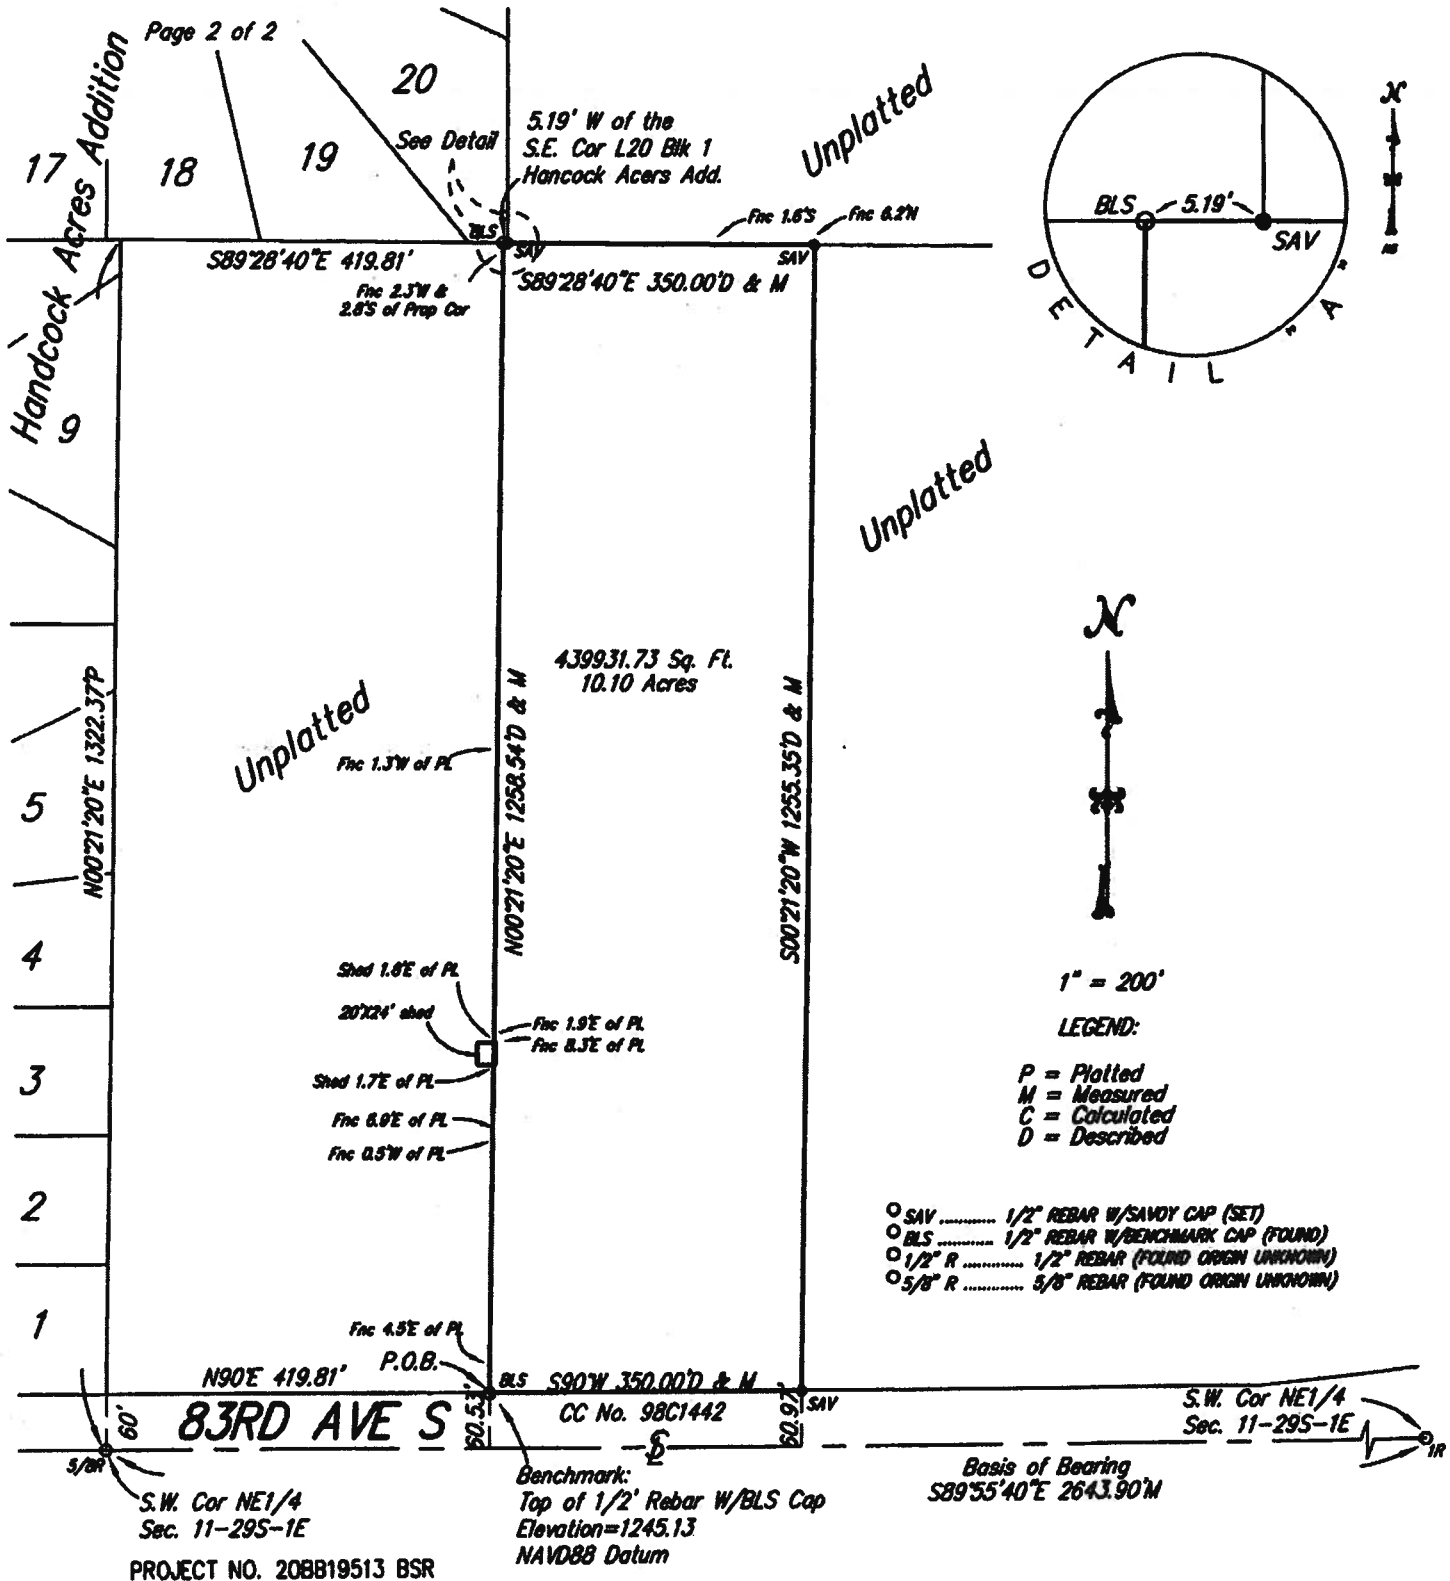 Page 2 of 2
Handcock Acres Addition
17
18
19
20
See Detail
5.19' W of the
S.E. Cor L20 Blk 1
Hancock Acers Add.
Unplatted
N
BLS
5.19'
SAV
DETAIL "A"
BLS
SAV
Fnc 1.6'S
Fnc 6.2'N
SAV
S89°28'40"E 419.81'
S89°28'40"E 350.00'D & M
Fnc 2.3'W &
2.8'S of Prop Cor
9
Unplatted
N
439931.73 Sq. Ft.
10.10 Acres
N00°21'20"E 1322.37'P
Unplatted
N00°21'20"E 1258.54'D & M
S00°21'20"W 1255.35'D & M
Fnc 1.3'W of PL
5
4
3
2
1
Shed 1.8'E of PL
20'X24' shed
Fnc 1.9'E of PL
Fnc 8.3'E of PL
Shed 1.7'E of PL
Fnc 6.9'E of PL
Fnc 0.5'W of PL
1" = 200'
LEGEND:
P = Platted
M = Measured
C = Calculated
D = Described
SAV ............ 1/2" REBAR W/SAVOY CAP (SET)
BLS ............ 1/2" REBAR W/BENCHMARK CAP (FOUND)
1/2" R ............. 1/2" REBAR (FOUND ORIGIN UNKNOWN)
5/8" R ............. 5/8" REBAR (FOUND ORIGIN UNKNOWN)
Fnc 4.5'E of PL
P.O.B.
N90°E 419.81'
BLS
S90°W 350.00'D & M
SAV
60'
83RD AVE S
60.53'
CC No. 98C1442
60.97'
S.W. Cor NE1/4
Sec. 11-29S-1E
1R
5/8R
S.W. Cor NE1/4
Sec. 11-29S-1E
Benchmark:
Top of 1/2' Rebar W/BLS Cap
Elevation=1245.13
NAVD88 Datum
Basis of Bearing
S89°55'40"E 2643.90'M
PROJECT NO. 20BB19513 BSR